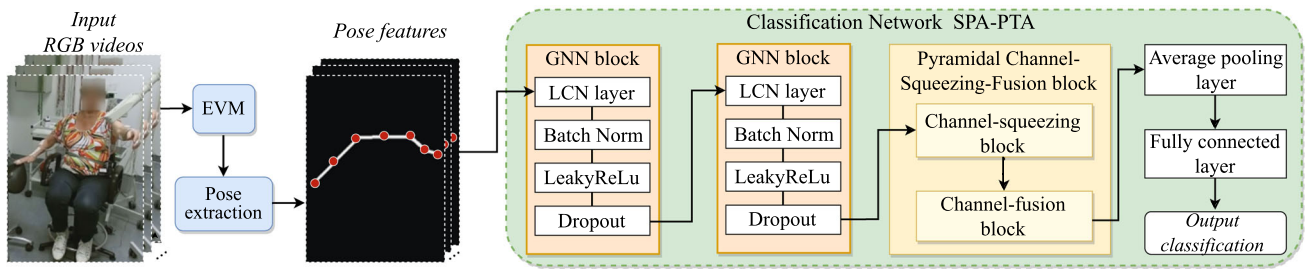 Input
RGB videos
EVM
Pose
extraction
Pose features
Classification Network SPA-PTA
GNN block
LCN layer
Batch Norm
LeakyReLu
Dropout
GNN block
LCN layer
Batch Norm
LeakyReLu
Dropout
Pyramidal Channel-
Squeezing-Fusion block
Channel-squeezing
block
Channel-fusion
block
Average pooling
layer
Fully connected
layer
Output
classification